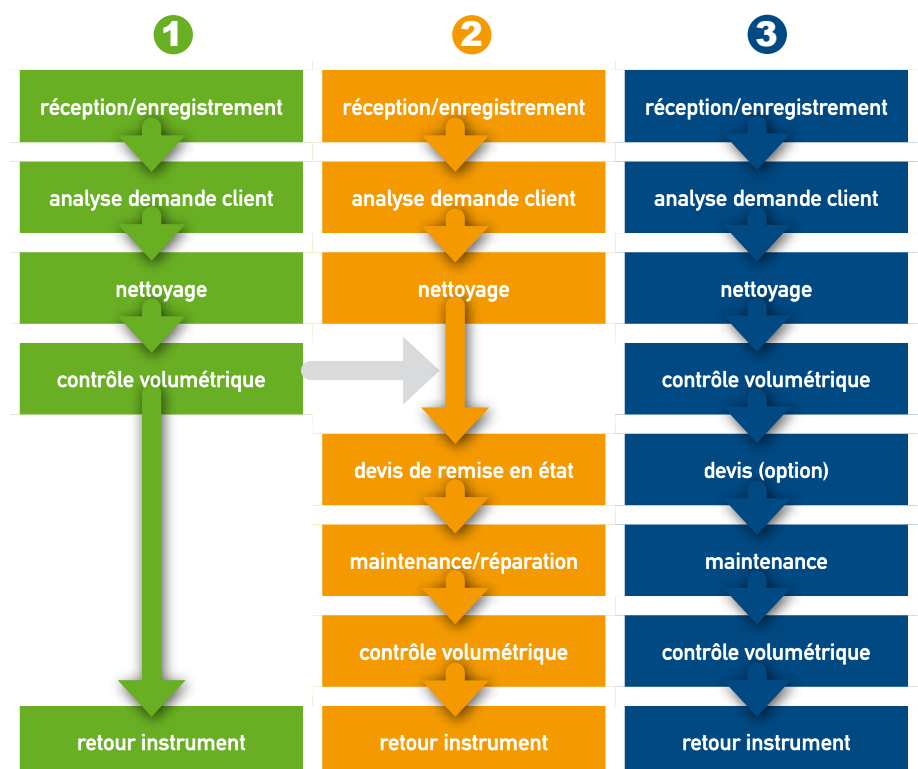 1
réception/enregistrement
analyse demande client
nettoyage
contrôle volumétrique
retour instrument
2
réception/enregistrement
analyse demande client
nettoyage
devis de remise en état
maintenance/réparation
contrôle volumétrique
retour instrument
3
réception/enregistrement
analyse demande client
nettoyage
contrôle volumétrique
devis (option)
maintenance
contrôle volumétrique
retour instrument